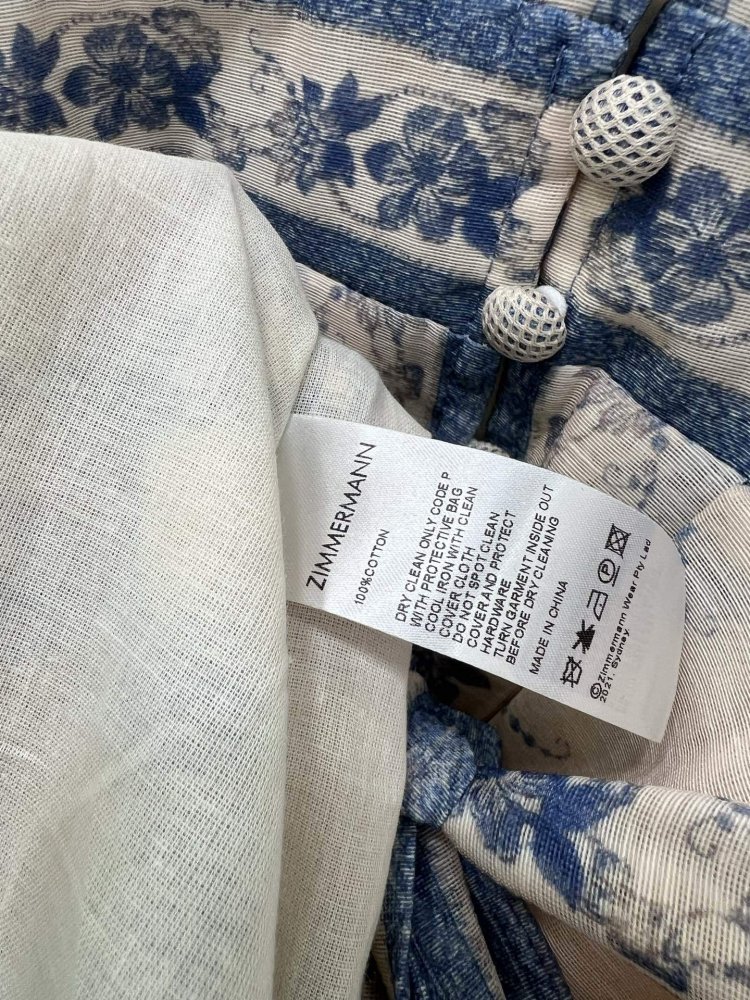 ZIMMERMANN
100%COTTON
DRY CLEAN ONLY CODE P
WITH PROTECTIVE BAG
COOL IRON WITH CLEAN
COVER CLOTH
DO NOT SPOT CLEAN
COVER AND PROTECT
HARDWARE
TURN GARMENT INSIDE OUT
BEFORE DRY CLEANING
MADE IN CHINA
P
©Zimmermann Wear Pty Lad
2021. Sydney